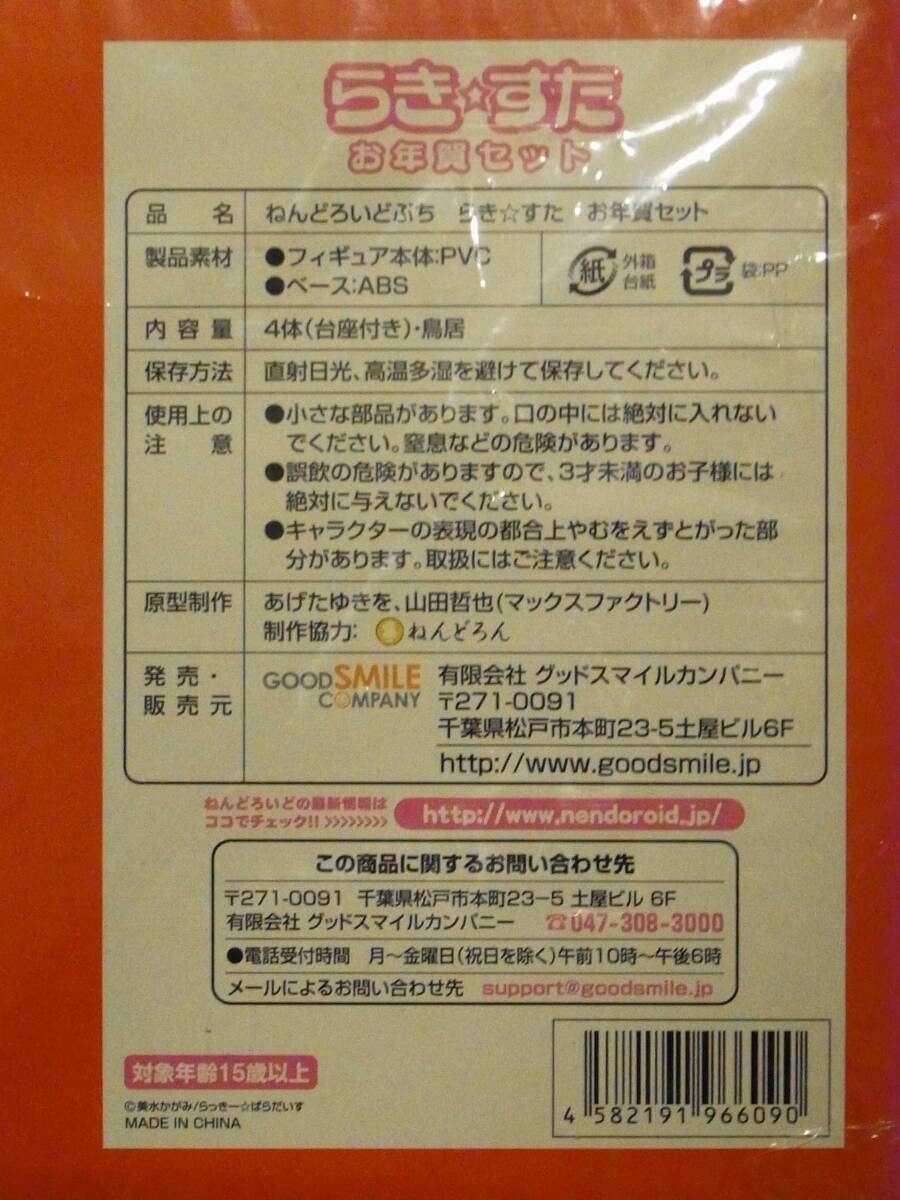 らき☆すた
お年賀セット
品名 ねんどろいどぷち らき☆すた お年賀セット
製品素材 ●フィギュア本体:PVC
●ベース:ABS
紙 外箱
台紙
プラ 袋:PP
内容量 4体(台座付き)・鳥居
保存方法 直射日光、高温多湿を避けて保存してください。
使用上の ●小さな部品があります。口の中には絶対に入れない
注意 でください。窒息などの危険があります。
●誤飲の危険がありますので、3才未満のお子様には
絶対に与えないでください。
●キャラクターの表現の都合上やむをえずとがった部
分があります。取扱にはご注意ください。
原型制作 あげたゆきを、山田哲也(マックスファクトリー)
制作協力: ねんどろん
発売・
販売元
GOOD SMILE
COMPANY
有限会社 グッドスマイルカンパニー
〒271-0091
千葉県松戸市本町23-5土屋ビル6F
http://www.goodsmile.jp
ねんどろいどの最新情報は
ココでチェック!! >>>>>>>>
http://www.nendoroid.jp/
この商品に関するお問い合わせ先
〒271-0091 千葉県松戸市本町23-5 土屋ビル 6F
有限会社 グッドスマイルカンパニー ☎047-308-3000
●電話受付時間 月〜金曜日(祝日を除く)午前10時〜午後6時
メールによるお問い合わせ先 support@goodsmile.jp
対象年齢15歳以上
©美水かがみ/らっきー☆ぱらだいす
MADE IN CHINA
4 582191 966090